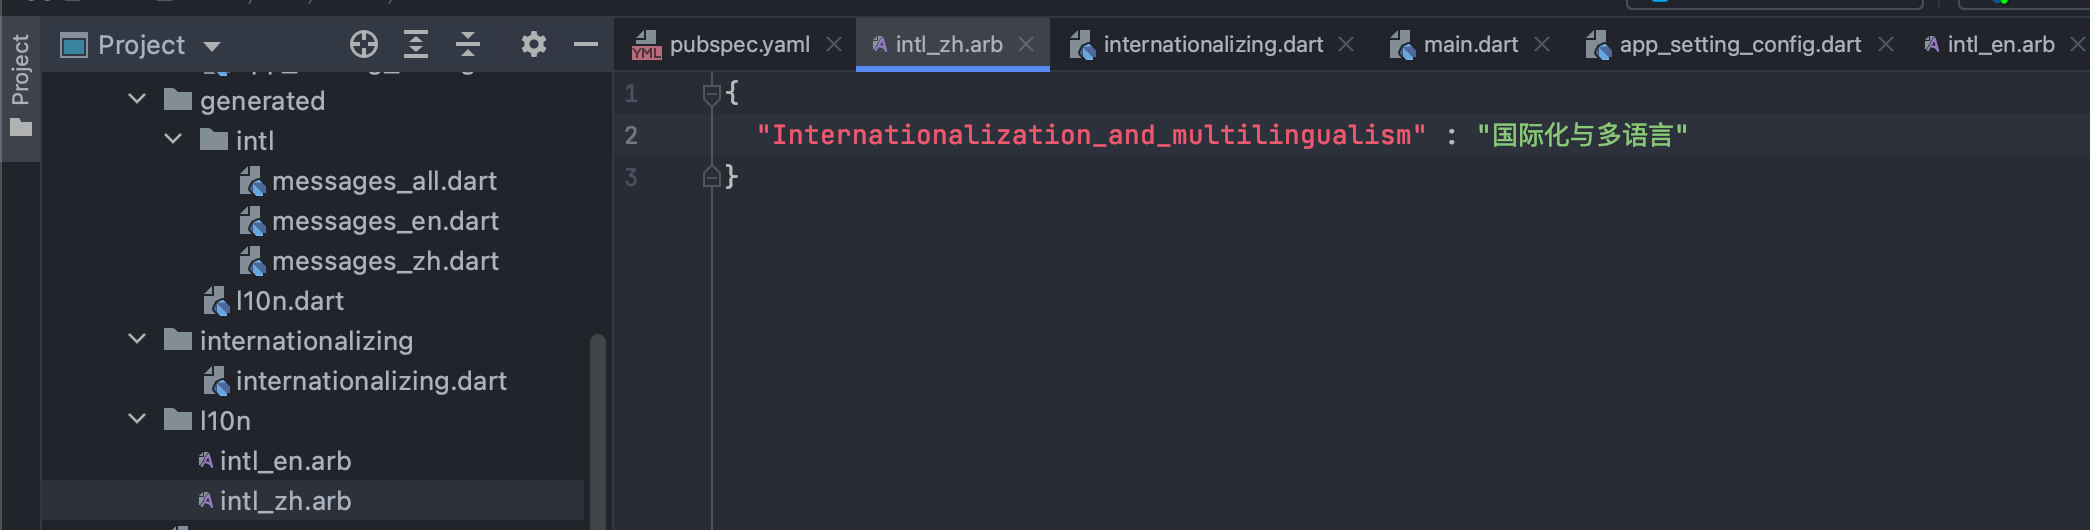 Project
Project
pubspec.yaml
intl_zh.arb
internationalizing.dart
main.dart
app_setting_config.dart
intl_en.arb
generated
intl
messages_all.dart
messages_en.dart
messages_zh.dart
l10n.dart
internationalizing
internationalizing.dart
l10n
intl_en.arb
intl_zh.arb
1 {
2 "Internationalization_and_multilingualism" : "国际化与多语言"
3 }
YML